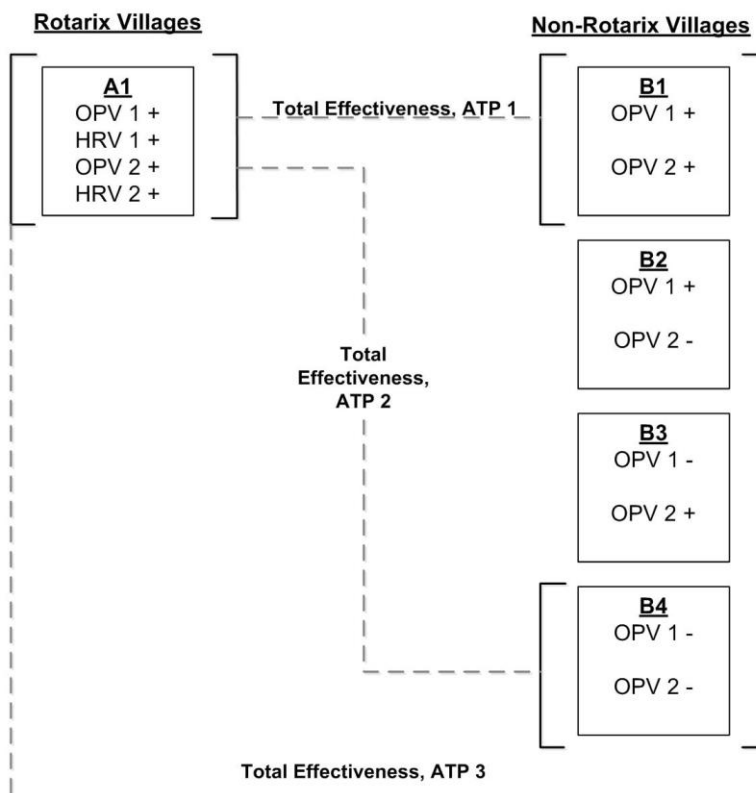 Rotarix Villages
Non-Rotarix Villages
A1
OPV 1 +
HRV 1 +
OPV 2 +
HRV 2 +
Total Effectiveness, ATP 1
B1
OPV 1 +
OPV 2 +
B2
OPV 1 +
OPV 2 -
Total
Effectiveness,
ATP 2
B3
OPV 1 -
OPV 2 +
B4
OPV 1 -
OPV 2 -
Total Effectiveness, ATP 3